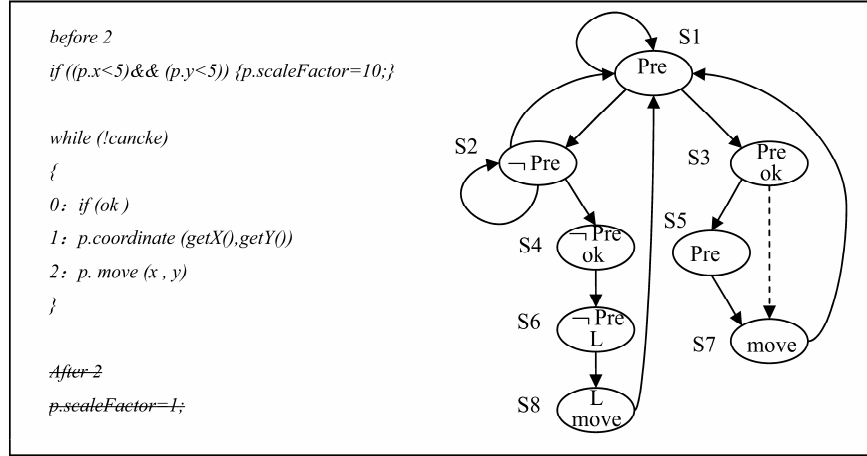 before 2
if ((p.x<5)&& (p.y<5)) {p.scaleFactor=10;}
while (!cancke)
{
0：if (ok )
1：p.coordinate (getX(),getY())
2：p. move (x , y)
}
After 2
p.scaleFactor=1;
S1
Pre
S2
¬ Pre
S3
Pre
ok
S4
¬ Pre
ok
S5
Pre
S6
¬ Pre
L
S7
move
S8
L
move